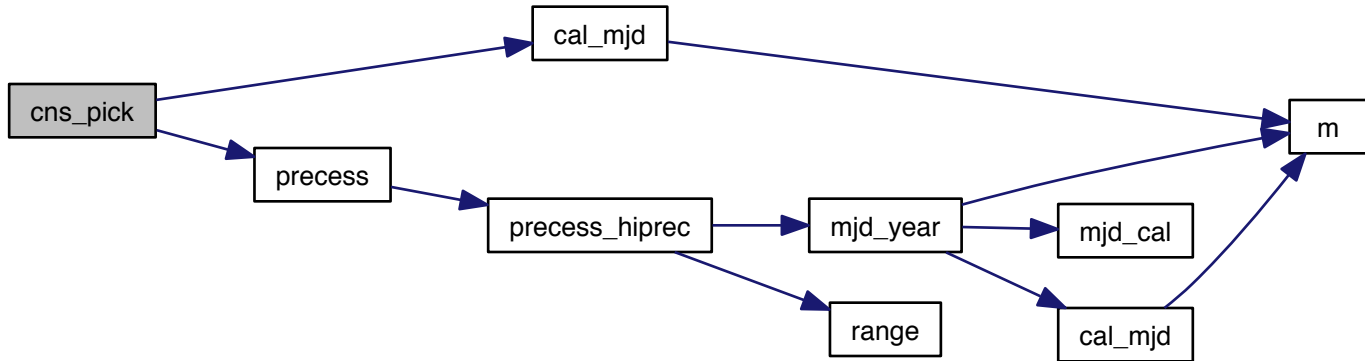 cal_mjd
cns_pick
m
precess
precess_hiprec
mjd_year
mjd_cal
range
cal_mjd